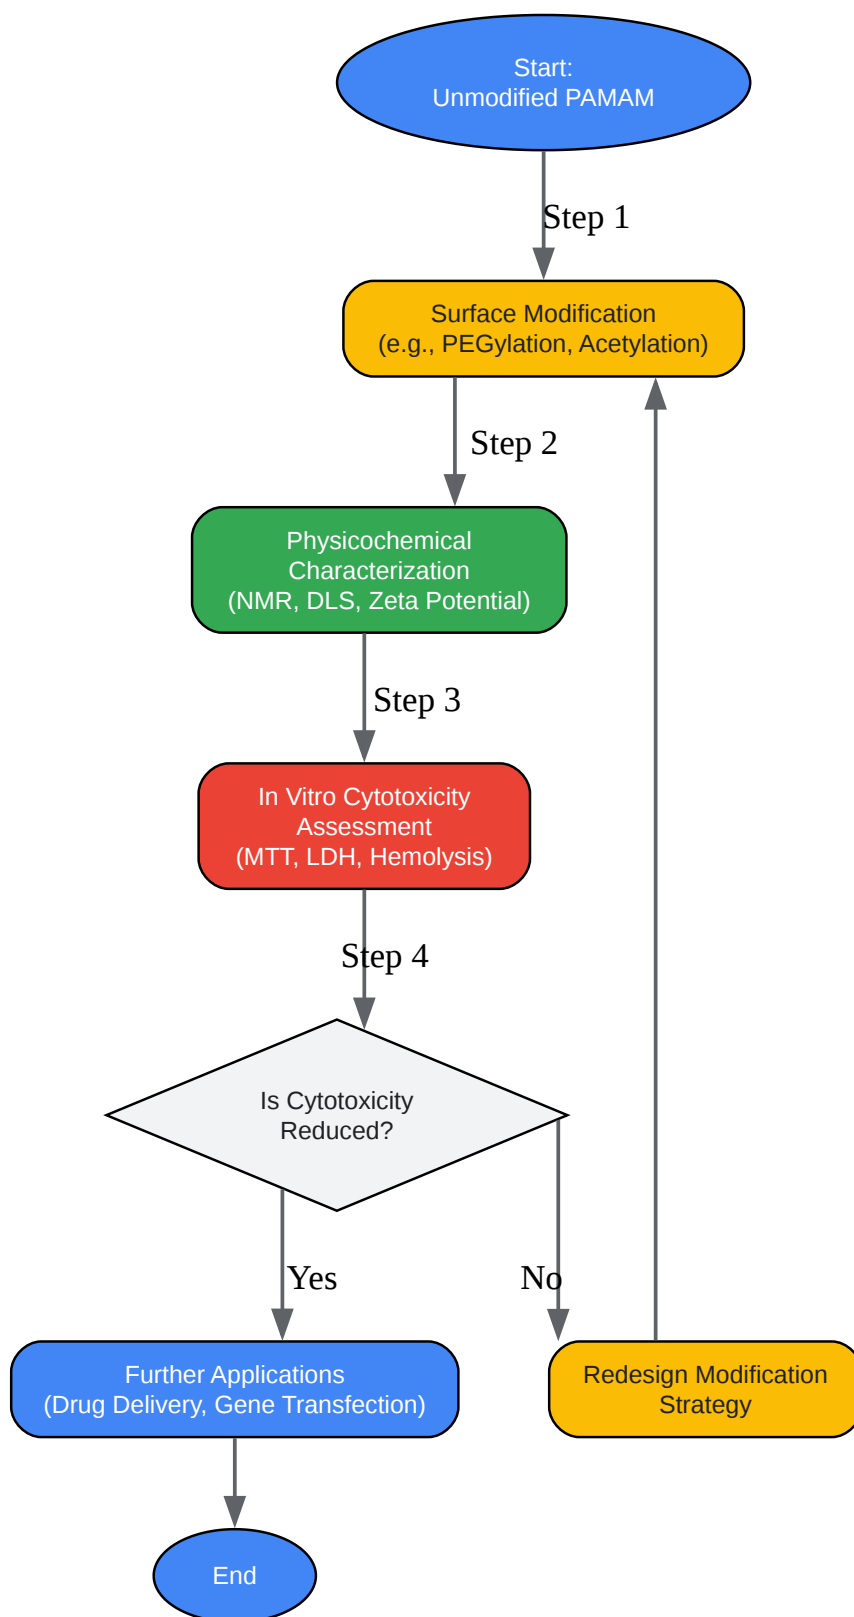 Start:
Unmodified PAMAM
Step 1
Surface Modification
(e.g., PEGylation, Acetylation)
Step 2
Physicochemical
Characterization
(NMR, DLS, Zeta Potential)
Step 3
In Vitro Cytotoxicity
Assessment
(MTT, LDH, Hemolysis)
Step 4
Is Cytotoxicity
Reduced?
Yes
No
Further Applications
(Drug Delivery, Gene Transfection)
Redesign Modification
Strategy
End